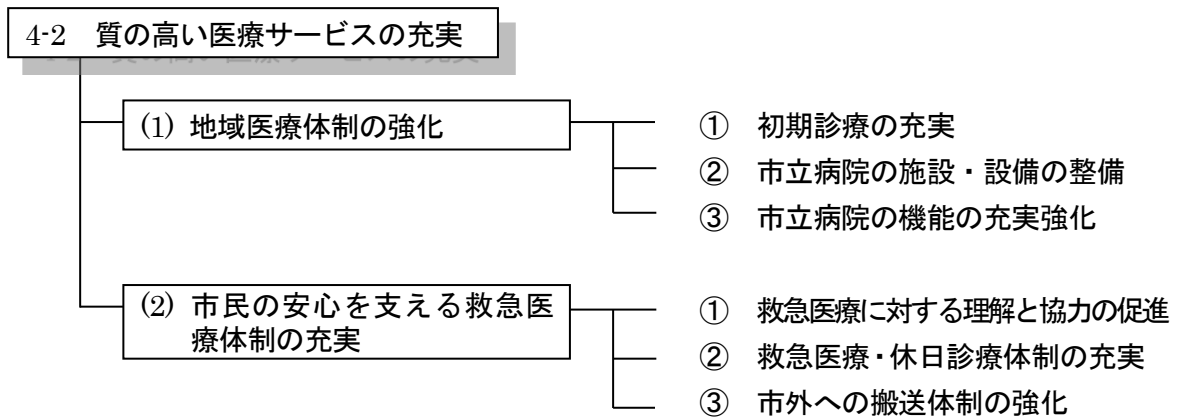 4-2 質の高い医療サービスの充実
(1) 地域医療体制の強化
① 初期診療の充実
② 市立病院の施設・設備の整備
③ 市立病院の機能の充実強化
(2) 市民の安心を支える救急医
療体制の充実
① 救急医療に対する理解と協力の促進
② 救急医療・休日診療体制の充実
③ 市外への搬送体制の強化